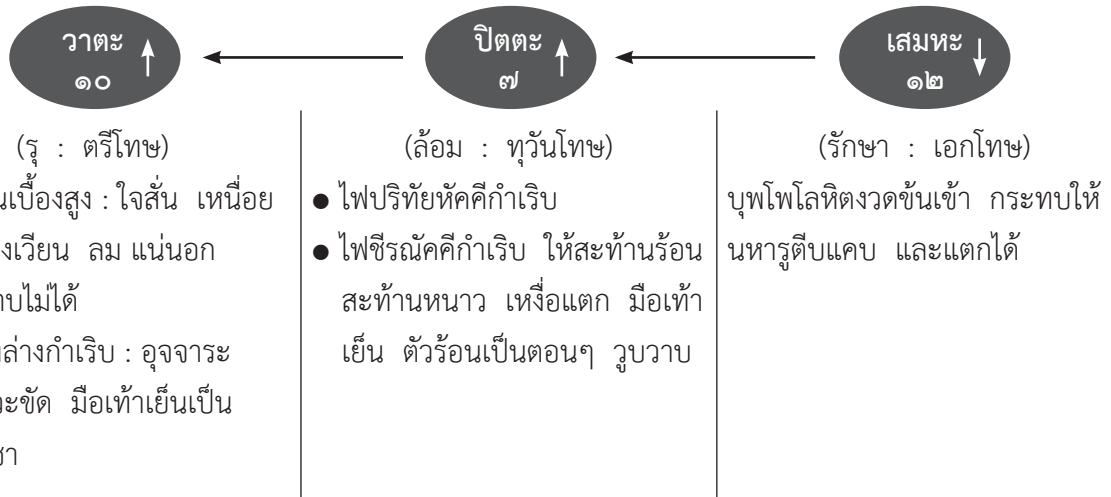 วาตะ
๑๐
ปิตตะ
๗
เสมหะ
๑๒
(รุ : ตรีโทษ)
นเบื้องสูง : ใจสั่น เหนื่อย
งเวียน ลม แน่นอก
าบไม่ได้
ล่างกำเริบ : อุจจาระ
วะขัด มือเท้าเย็นเป็น
ชา
(ล้อม : ทุวันโทษ)
● ไฟปริทัยหัคคีกำเริบ
● ไฟชีรณัคคีกำเริบ ให้สะท้านร้อน
สะท้านหนาว เหงื่อแตก มือเท้า
เย็น ตัวร้อนเป็นตอนๆ วูบวาบ
(รักษา : เอกโทษ)
บุพโพโลหิตงวดข้นเข้า กระทบให้
นหารูตีบแคบ และแตกได้